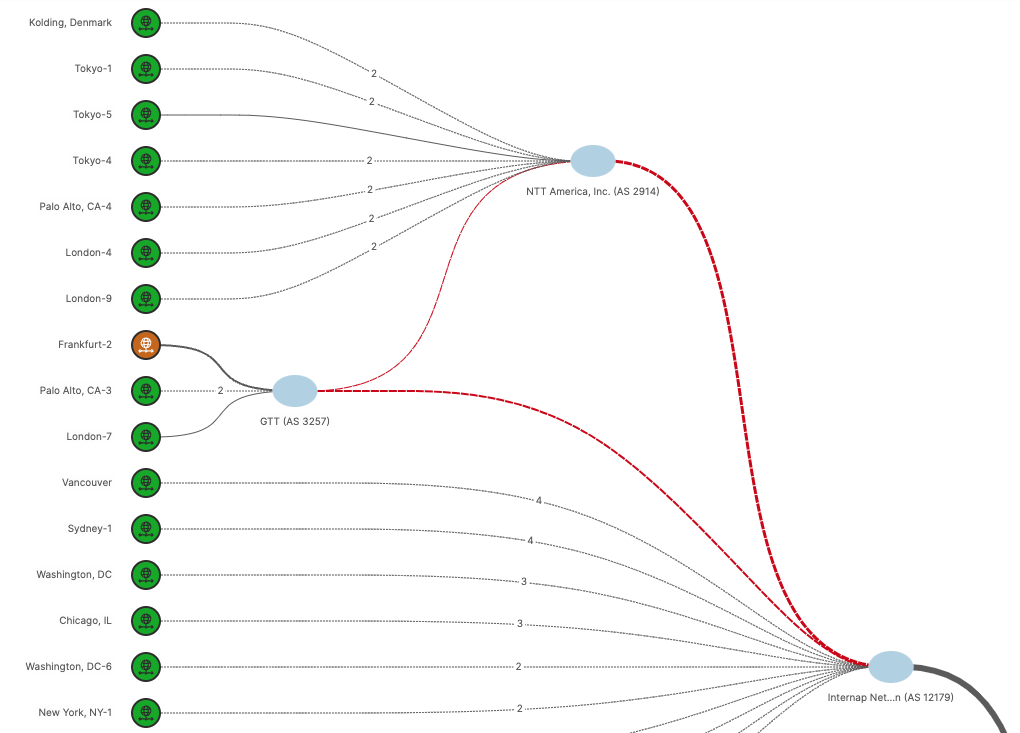 Kolding, Denmark
2
Tokyo-1
2
Tokyo-5
Tokyo-4
2
NTT America, Inc. (AS 2914)
Palo Alto, CA-4
2
London-4
2
London-9
2
Frankfurt-2
Palo Alto, CA-3
2
GTT (AS 3257)
London-7
Vancouver
4
Sydney-1
4
Washington, DC
3
Chicago, IL
3
Washington, DC-6
2
Internap Net...n (AS 12179)
New York, NY-1
2